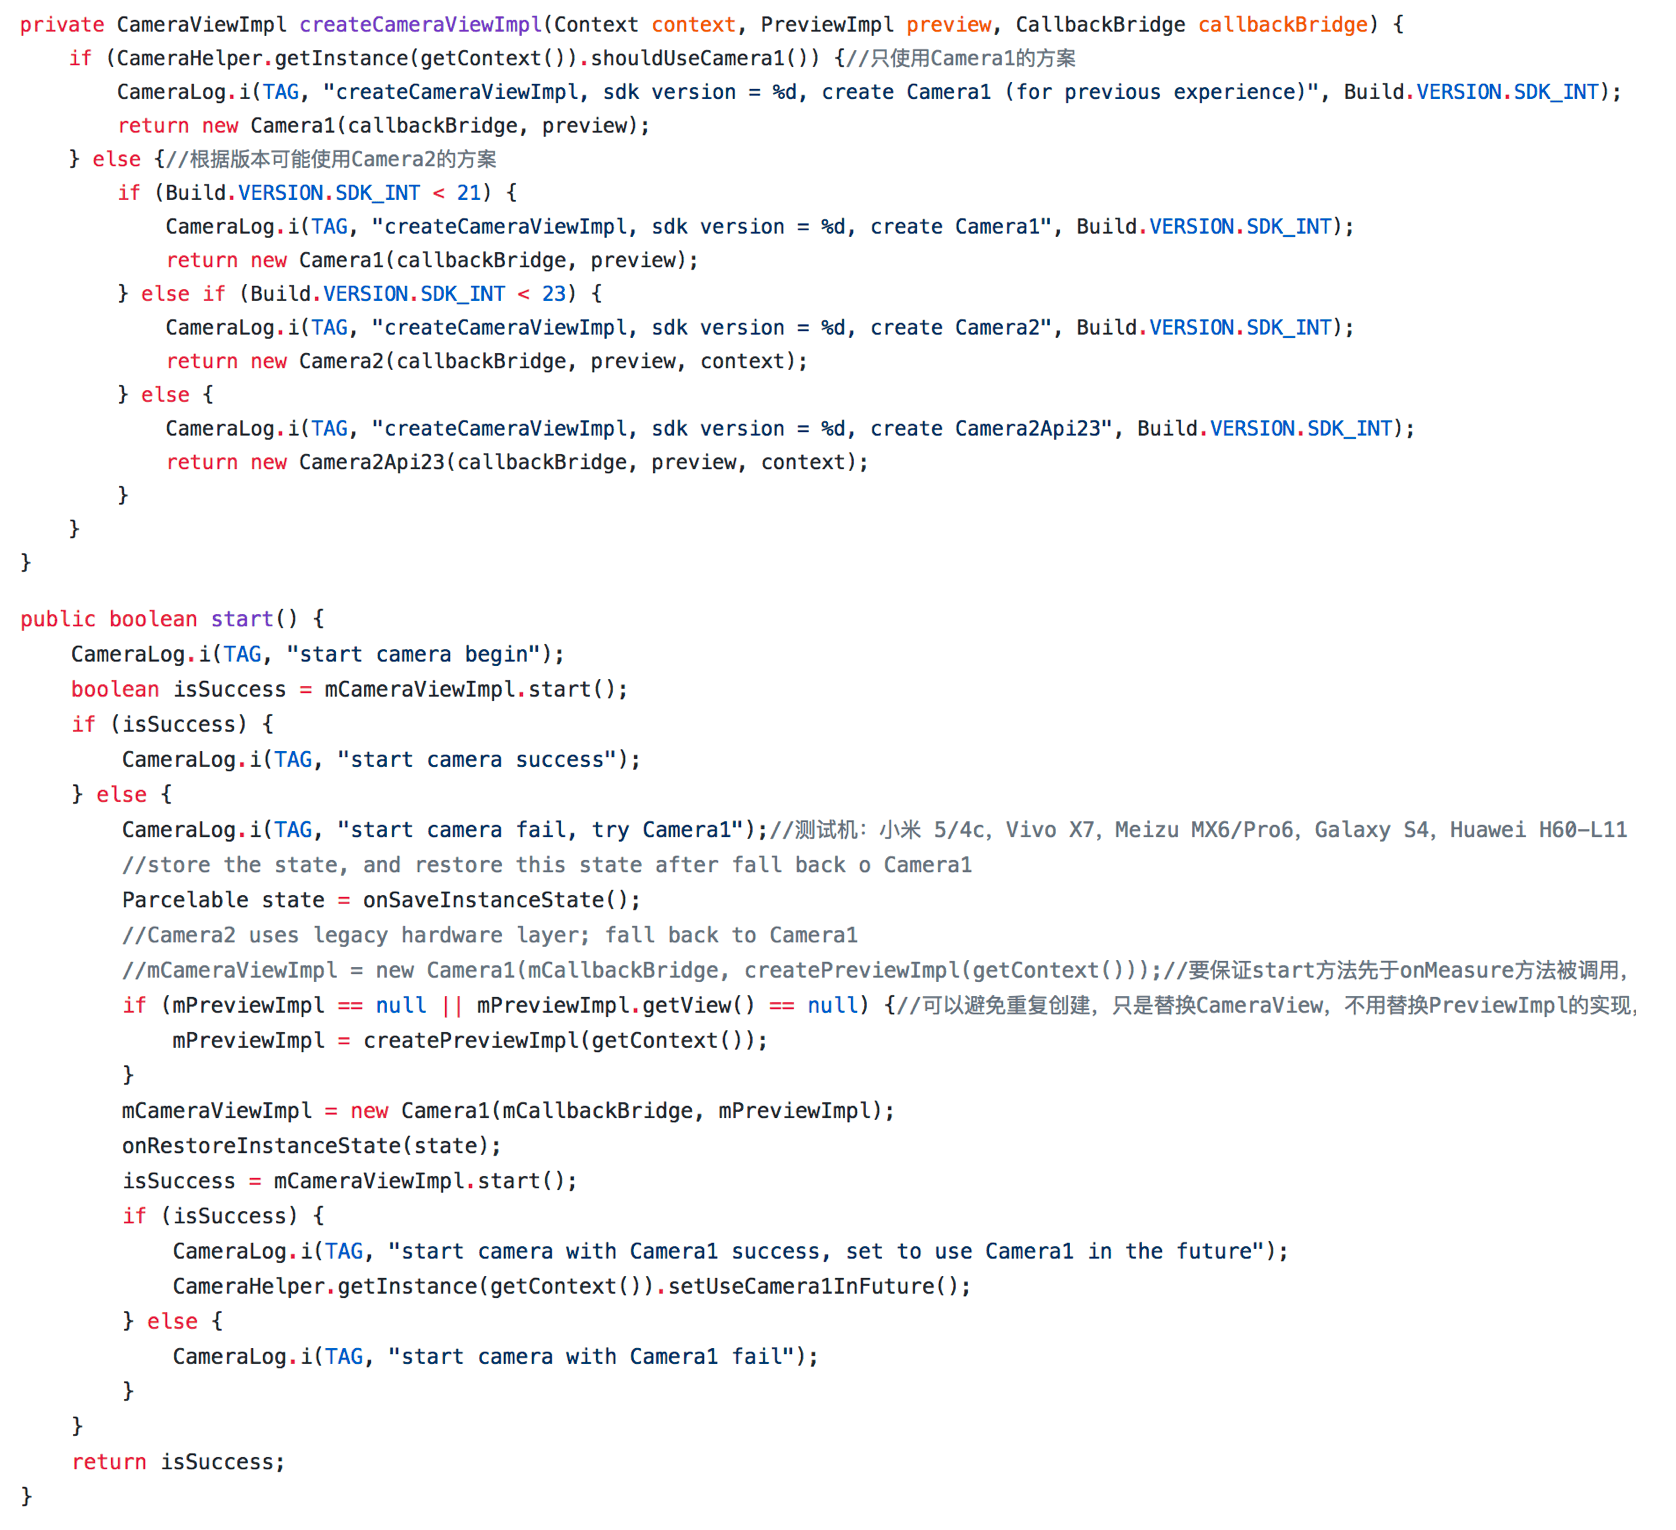 private CameraViewImpl createCameraViewImpl(Context context, PreviewImpl preview, CallbackBridge callbackBridge) {
    if (CameraHelper.getInstance(getContext()).shouldUseCamera1()) {//只使用Camera1的方案
        CameraLog.i(TAG, "createCameraViewImpl, sdk version = %d, create Camera1 (for previous experience)", Build.VERSION.SDK_INT);
        return new Camera1(callbackBridge, preview);
    } else {//根据版本可能使用Camera2的方案
        if (Build.VERSION.SDK_INT < 21) {
            CameraLog.i(TAG, "createCameraViewImpl, sdk version = %d, create Camera1", Build.VERSION.SDK_INT);
            return new Camera1(callbackBridge, preview);
        } else if (Build.VERSION.SDK_INT < 23) {
            CameraLog.i(TAG, "createCameraViewImpl, sdk version = %d, create Camera2", Build.VERSION.SDK_INT);
            return new Camera2(callbackBridge, preview, context);
        } else {
            CameraLog.i(TAG, "createCameraViewImpl, sdk version = %d, create Camera2Api23", Build.VERSION.SDK_INT);
            return new Camera2Api23(callbackBridge, preview, context);
        }
    }
}
public boolean start() {
    CameraLog.i(TAG, "start camera begin");
    boolean isSuccess = mCameraViewImpl.start();
    if (isSuccess) {
        CameraLog.i(TAG, "start camera success");
    } else {
        CameraLog.i(TAG, "start camera fail, try Camera1");//测试机：小米 5/4c，Vivo X7，Meizu MX6/Pro6，Galaxy S4，Huawei H60-L11
        //store the state, and restore this state after fall back o Camera1
        Parcelable state = onSaveInstanceState();
        //Camera2 uses legacy hardware layer; fall back to Camera1
        //mCameraViewImpl = new Camera1(mCallbackBridge, createPreviewImpl(getContext()));//要保证start方法先于onMeasure方法被调用，
        if (mPreviewImpl == null || mPreviewImpl.getView() == null) {//可以避免重复创建，只是替换CameraView，不用替换PreviewImpl的实现，
            mPreviewImpl = createPreviewImpl(getContext());
        }
        mCameraViewImpl = new Camera1(mCallbackBridge, mPreviewImpl);
        onRestoreInstanceState(state);
        isSuccess = mCameraViewImpl.start();
        if (isSuccess) {
            CameraLog.i(TAG, "start camera with Camera1 success, set to use Camera1 in the future");
            CameraHelper.getInstance(getContext()).setUseCamera1InFuture();
        } else {
            CameraLog.i(TAG, "start camera with Camera1 fail");
        }
    }
    return isSuccess;
}